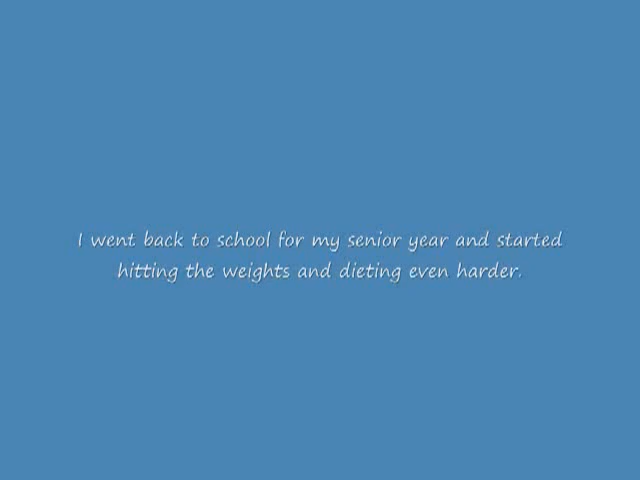 I went back to school for my senior year and started
hitting the weights and dieting even harder.